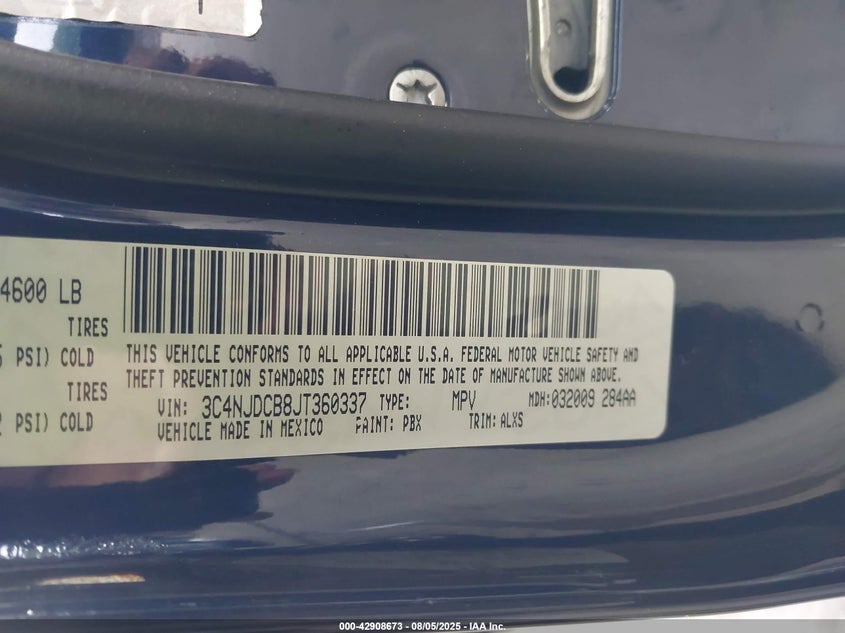 4600 LB
TIRES
PSI) COLD
TIRES
PSI) COLD
THIS VEHICLE CONFORMS TO ALL APPLICABLE U.S.A. FEDERAL MOTOR VEHICLE SAFETY AND
THEFT PREVENTION STANDARDS IN EFFECT ON THE DATE OF MANUFACTURE SHOWN ABOVE.
VIN: 3C4NJDCB8JT360337 TYPE: MPV MDH:032009 284AA
VEHICLE MADE IN MEXICO PAINT: PBX TRIM: ALXS
000-42908673 - 08/05/2025 - IAA Inc.